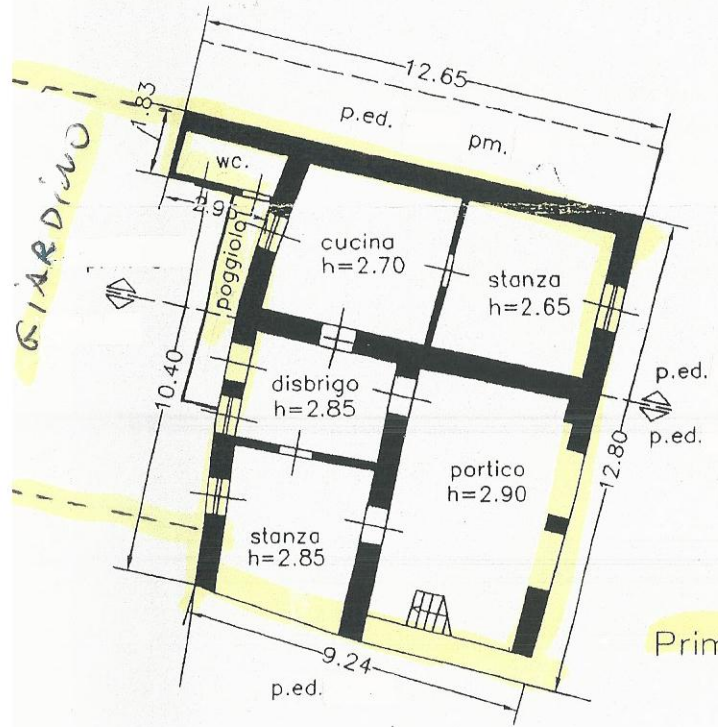 12.65
1.83
p.ed.
pm.
GIARDINO
wc.
2.9
poggiolo
cucina
h=2.70
stanza
h=2.65
p.ed.
p.ed.
10.40
disbrigo
h=2.85
portico
h=2.90
12.80
stanza
h=2.85
9.24
p.ed.
Prim